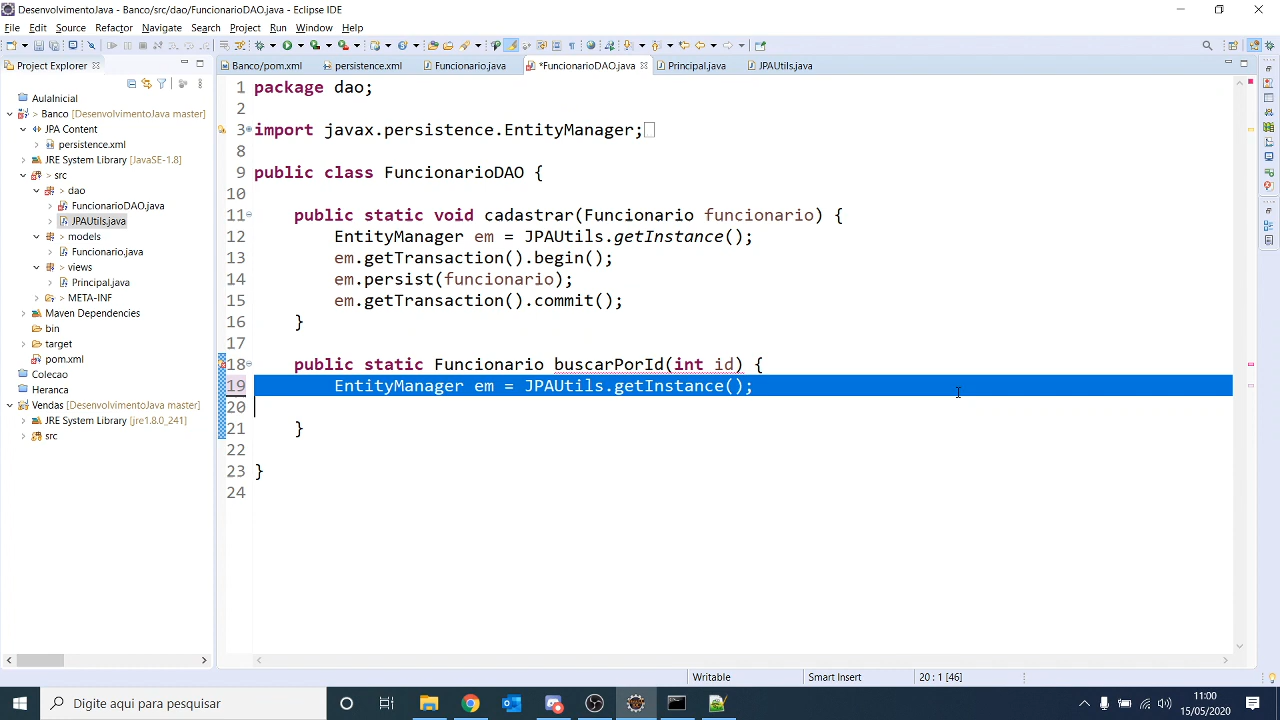 DesenvolvimentoJava - Banco/src/dao/FuncionarioDAO.java - Eclipse IDE
File Edit Source Refactor Navigate Search Project Run Window Help
Project Explorer
Banco/pom.xml persistence.xml Funcionario.java *FuncionarioDAO.java Principal.java JPAUtils.java
AulaInicial
> Banco [DesenvolvimentoJava master]
JPA Content
persistence.xml
JRE System Library [JavaSE-1.8]
> src
> dao
FuncionarioDAO.java
JPAUtils.java
> models
Funcionario.java
> views
Principal.java
> META-INF
Maven Dependencies
bin
> target
pom.xml
Colecao
Heranca
> Vendas [DesenvolvimentoJava master]
JRE System Library [jre1.8.0_241]
> src
1 package dao;
2
3 import javax.persistence.EntityManager;
8
9 public class FuncionarioDAO {
10
11 public static void cadastrar(Funcionario funcionario) {
12 EntityManager em = JPAUtils.getInstance();
13 em.getTransaction().begin();
14 em.persist(funcionario);
15 em.getTransaction().commit();
16 }
17
18 public static Funcionario buscarPorId(int id) {
19 EntityManager em = JPAUtils.getInstance();
20
21 }
22
23 }
24
Writable Smart Insert 20 : 1 [46]
Digite aqui para pesquisar
11:00
15/05/2020